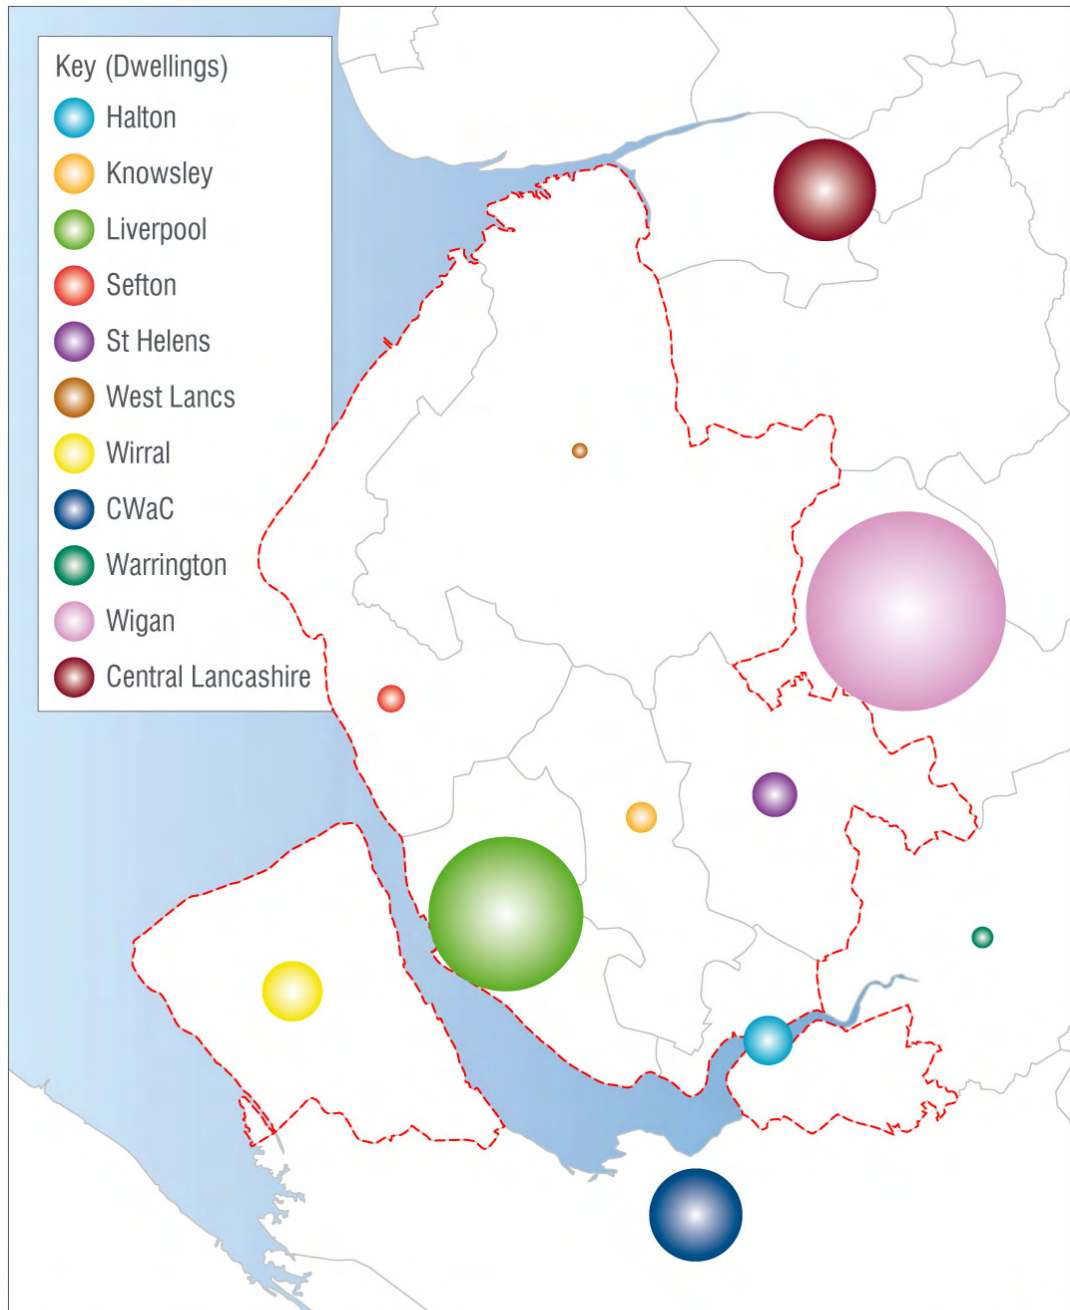 Key (Dwellings)
Halton
Knowsley
Liverpool
Sefton
St Helens
West Lancs
Wirral
CWaC
Warrington
Wigan
Central Lancashire